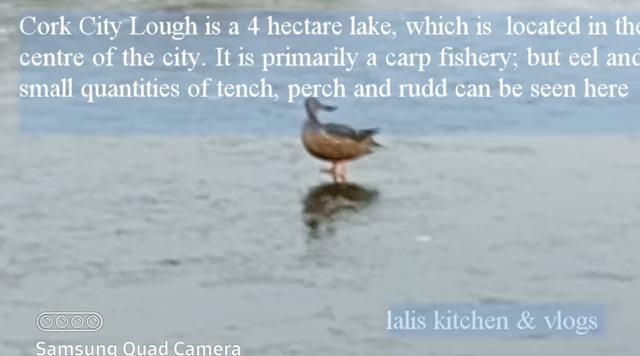 Cork City Lough is a 4 hectare lake, which is located in the
centre of the city. It is primarily a carp fishery; but eel and
small quantities of tench, perch and rudd can be seen here
lalis kitchen & vlogs
Samsung Quad Camera